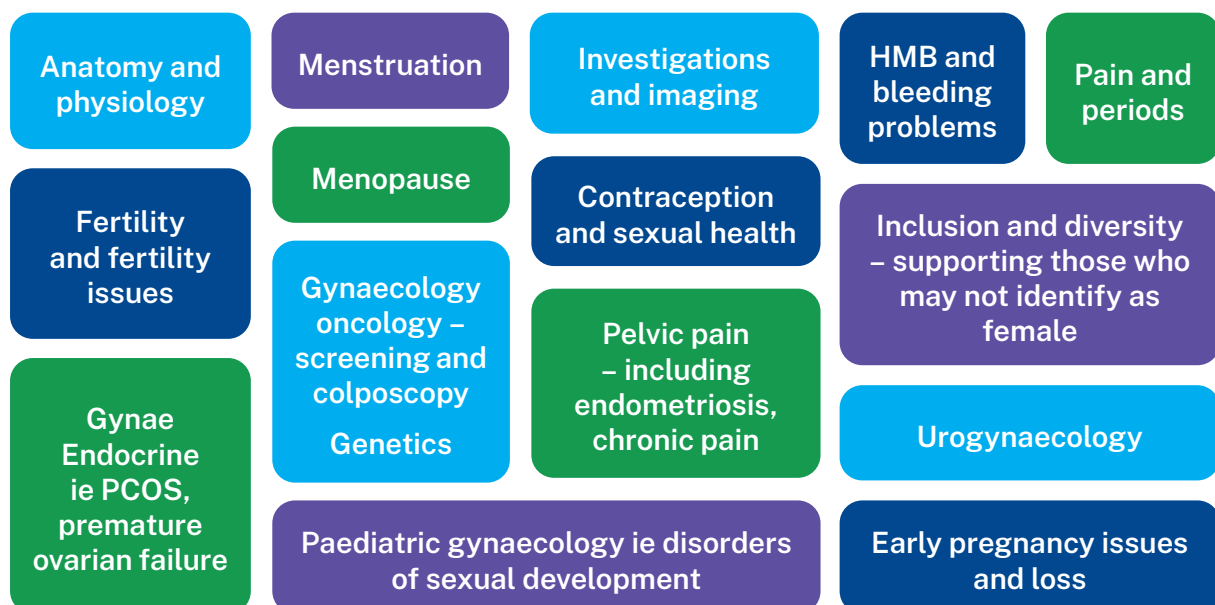 Anatomy and
physiology
Menstruation
Investigations
and imaging
HMB and
bleeding
problems
Pain and
periods
Menopause
Contraception
and sexual health
Fertility
and fertility
issues
Inclusion and diversity
– supporting those who
may not identify as
female
Gynaecology
oncology –
screening and
colposcopy
Genetics
Pelvic pain
– including
endometriosis,
chronic pain
Gynae
Endocrine
ie PCOS,
premature
ovarian failure
Urogynaecology
Paediatric gynaecology ie disorders
of sexual development
Early pregnancy issues
and loss